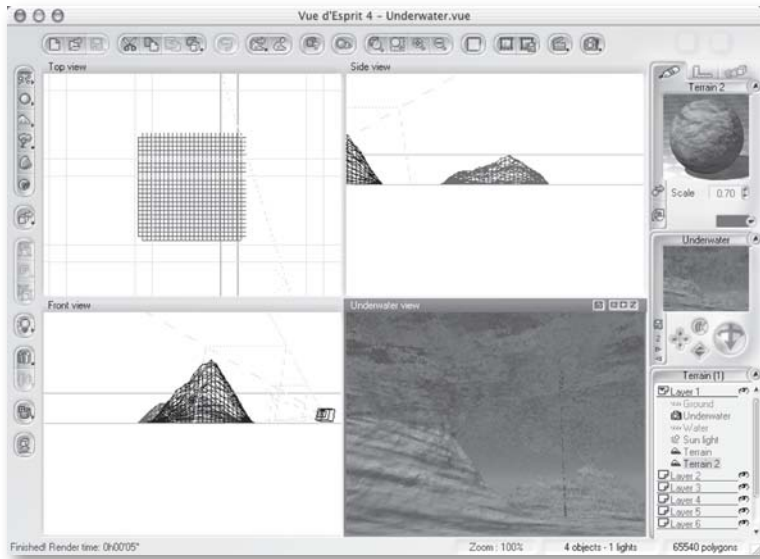 Vue d'Esprit 4 – Underwater.vue
Top view
Side view
Terrain 2
Scale 0.70
Underwater
Front view
Underwater view
Terrain (1)
Layer 1
Ground
Underwater
Water
Sun light
Terrain
Terrain 2
Layer 2
Layer 3
Layer 4
Layer 5
Layer 6
Finished! Render time: 0h00'05"
Zoom : 100%
4 objects - 1 lights
65540 polygons